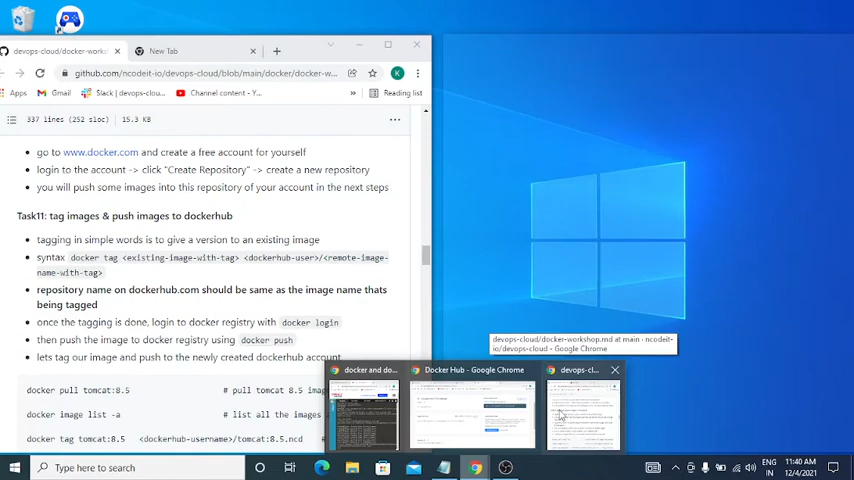 devops-cloud/docker-worksh
New Tab
github.com/ncodeit-io/devops-cloud/blob/main/docker/docker-w...
K
Apps
Gmail
Slack | devops-clou...
Channel content - Y...
»
Reading list
337 lines (252 sloc)
15.3 KB
go to www.docker.com and create a free account for yourself
login to the account -> click "Create Repository" -> create a new repository
you will push some images into this repository of your account in the next steps
Task11: tag images & push images to dockerhub
tagging in simple words is to give a version to an existing image
syntax docker tag <existing-image-with-tag> <dockerhub-user>/<remote-image-
name-with-tag>
repository name on dockerhub.com should be same as the image name thats
being tagged
once the tagging is done, login to docker registry with docker login
then push the image to docker registry using docker push
lets tag our image and push to the newly created dockerhub account
docker pull tomcat:8.5 # pull tomcat 8.5 imag
docker image list -a # list all the images
docker tag tomcat:8.5 <dockerhub-username>/tomcat:8.5.ncd
devops-cloud/docker-workshop.md at main · ncodeit-
io/devops-cloud - Google Chrome
docker and do...
Docker Hub - Google Chrome
devops-cl...
Type here to search
ENG
IN
11:40 AM
12/4/2021